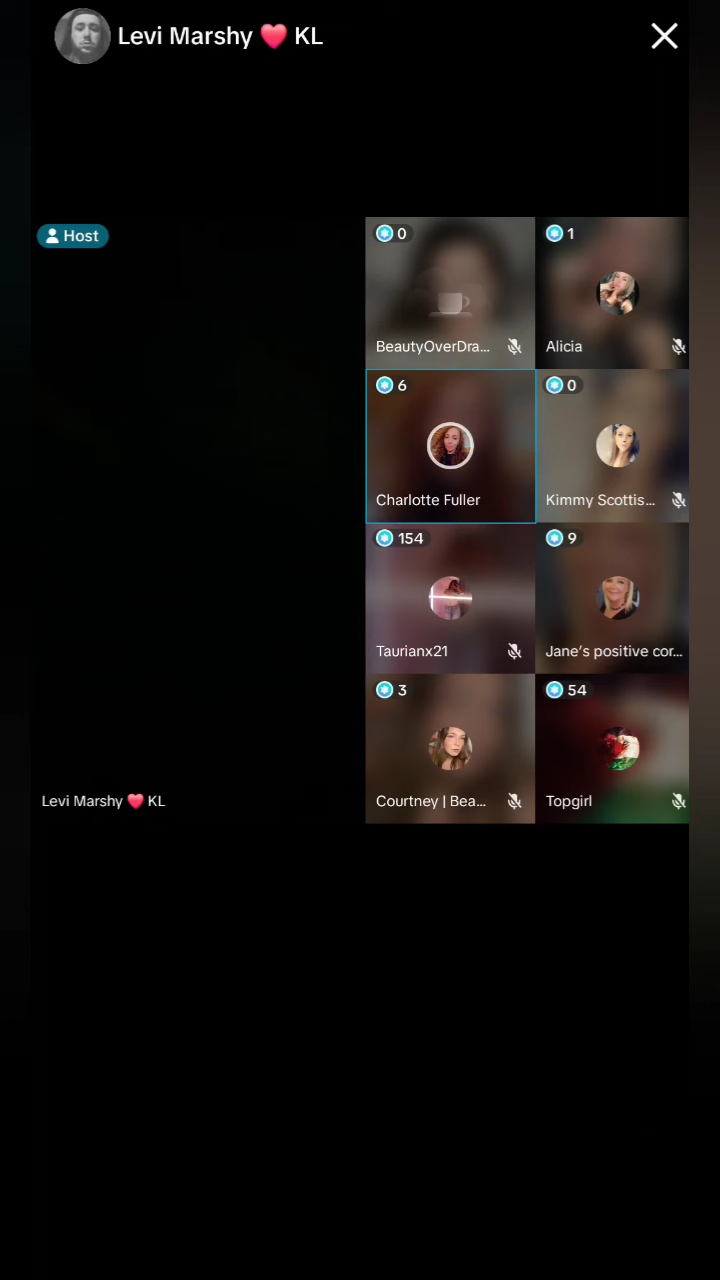 Levi Marshy ❤️ KL
Host
0
1
BeautyOverDra...
Alicia
6
0
Charlotte Fuller
Kimmy Scottis...
154
9
Taurianx21
Jane’s positive cor...
3
54
Courtney | Bea...
Topgirl
Levi Marshy ❤️ KL